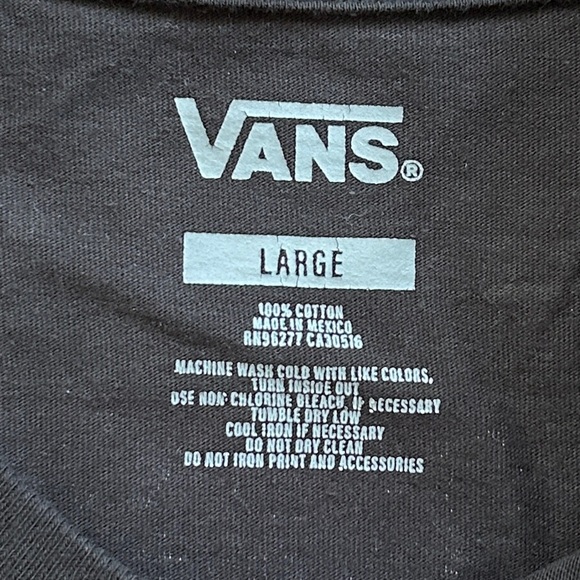 VANS®
LARGE
100% COTTON
MADE IN MEXICO
RN96277 CA30516
MACHINE WASH COLD WITH LIKE COLORS,
TURN INSIDE OUT
USE NON-CHLORINE BLEACH, IF NECESSARY
TUMBLE DRY LOW
COOL IRON IF NECESSARY
DO NOT DRY CLEAN
DO NOT IRON PRINT AND ACCESSORIES